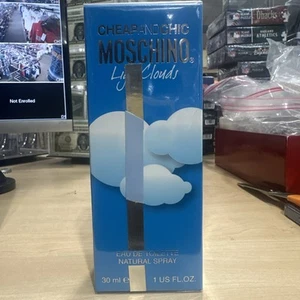 Not Enrolled
CHEAP AND CHIC
MOSCHINO
Light Clouds
EAU DE TOILETTE
NATURAL SPRAY
30 ml e 1 US FL.OZ